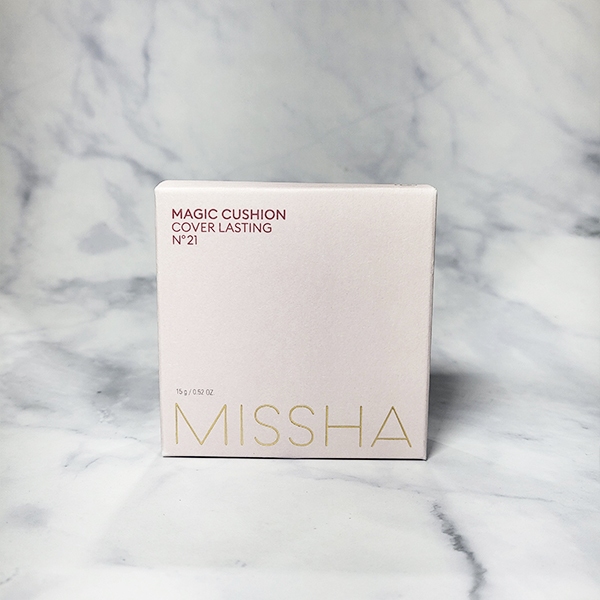 MAGIC CUSHION
COVER LASTING
N°21
15 g / 0.52 OZ.
MISSHA